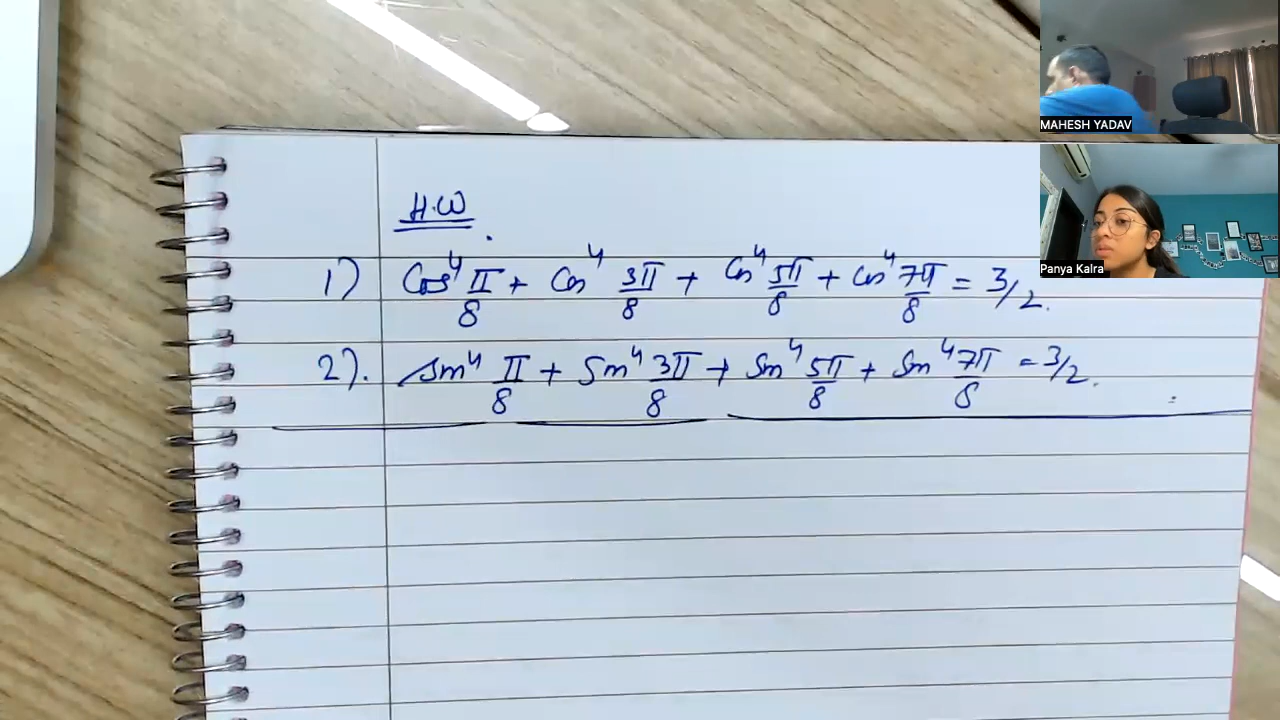 MAHESH YADAV
Panya Kalra
H.W.
1) Cos⁴ π/8 + Cos⁴ 3π/8 + Cos⁴ 5π/8 + Cos⁴ 7π/8 = 3/2.
2). Sin⁴ π/8 + Sin⁴ 3π/8 + Sin⁴ 5π/8 + Sin⁴ 7π/8 = 3/2.